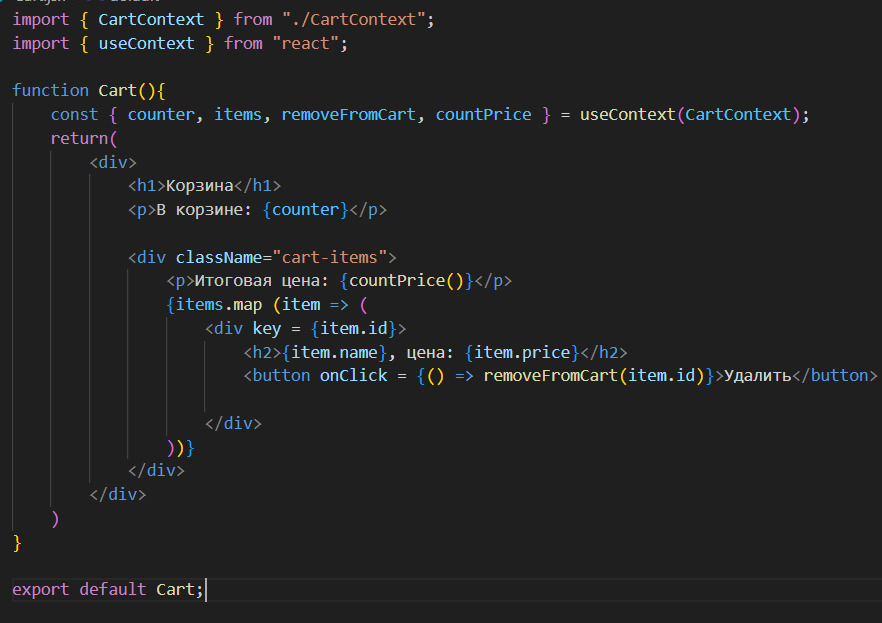 import { CartContext } from "./CartContext";
import { useContext } from "react";
function Cart(){
const { counter, items, removeFromCart, countPrice } = useContext(CartContext);
return(
<div>
<h1>Корзина</h1>
<p>В корзине: {counter}</p>
<div className="cart-items">
<p>Итоговая цена: {countPrice()}</p>
{items.map (item => (
<div key = {item.id}>
<h2>{item.name}, цена: {item.price}</h2>
<button onClick = {() => removeFromCart(item.id)}>Удалить</button>
</div>
))}
</div>
</div>
)
}
export default Cart;